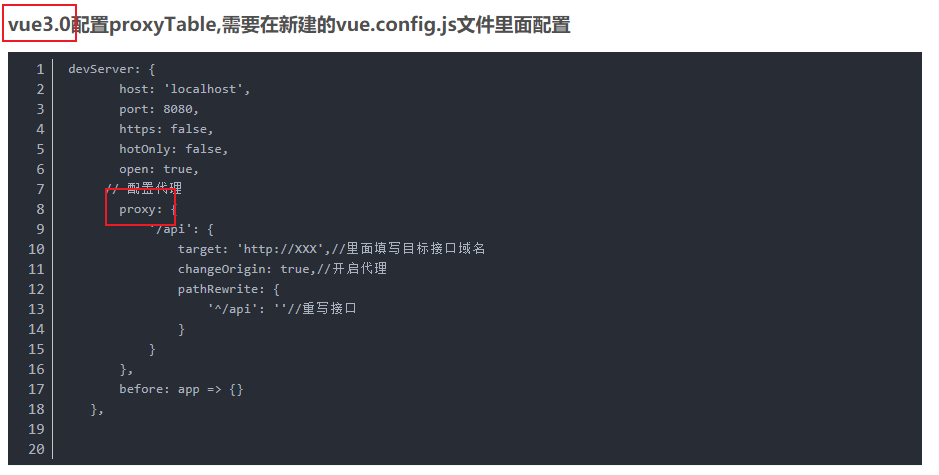 vue3.0配置proxyTable,需要在新建的vue.config.js文件里面配置
1 devServer: {
2 host: 'localhost',
3 port: 8080,
4 https: false,
5 hotOnly: false,
6 open: true,
7 // 配置代理
8 proxy: {
9 '/api': {
10 target: 'http://XXX',//里面填写目标接口域名
11 changeOrigin: true,//开启代理
12 pathRewrite: {
13 '^/api': ''//重写接口
14 }
15 }
16 },
17 before: app => {}
18 },
19
20